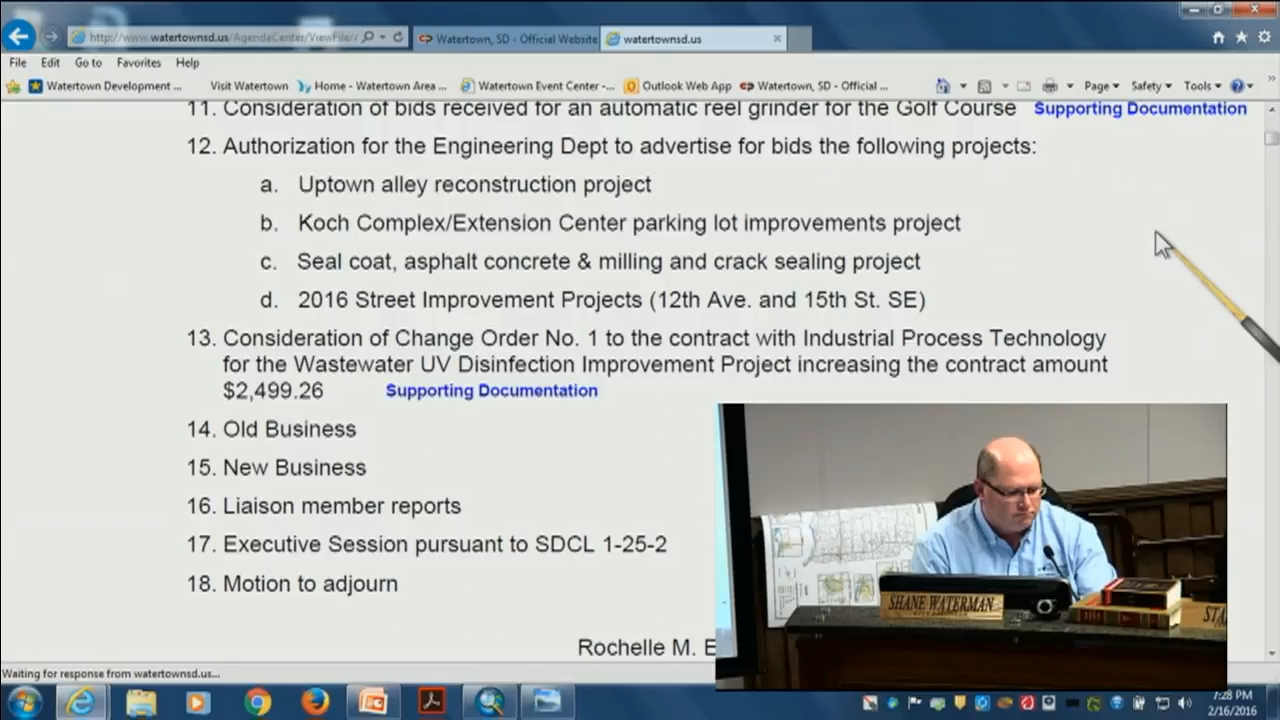 http://www.watertownsd.us/AgendaCenter/ViewFile/
Watertown, SD - Official Website
watertownsd.us
File Edit Go to Favorites Help
Watertown Development ... Visit Watertown Home - Watertown Area ... Watertown Event Center -... Outlook Web App Watertown, SD - Official ... Page Safety Tools
11. Consideration of bids received for an automatic reel grinder for the Golf Course Supporting Documentation
12. Authorization for the Engineering Dept to advertise for bids the following projects:
a. Uptown alley reconstruction project
b. Koch Complex/Extension Center parking lot improvements project
c. Seal coat, asphalt concrete & milling and crack sealing project
d. 2016 Street Improvement Projects (12th Ave. and 15th St. SE)
13. Consideration of Change Order No. 1 to the contract with Industrial Process Technology
for the Wastewater UV Disinfection Improvement Project increasing the contract amount
$2,499.26 Supporting Documentation
14. Old Business
15. New Business
16. Liaison member reports
17. Executive Session pursuant to SDCL 1-25-2
18. Motion to adjourn
Rochelle M. E
SHANE WATERMAN
STA
Waiting for response from watertownsd.us...
7:28 PM
2/16/2016